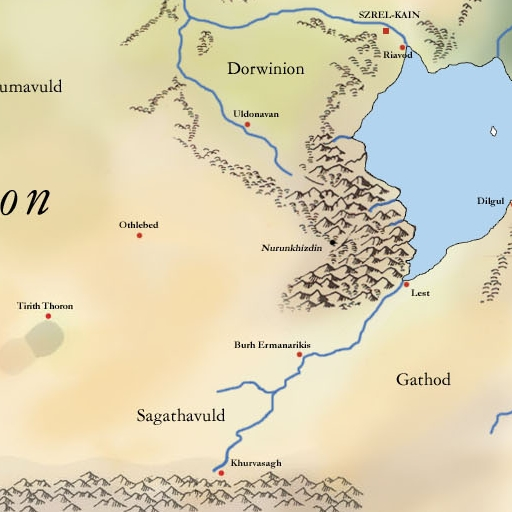 SZREL-KAIN
Riavod
Dorwinion
umavuld
Uldonavan
on
Dilgul
Othlebed
Nurunkhizdin
Lest
Tirith Thoron
Burh Ermanarikis
Gathod
Sagathavuld
Khurvasagh